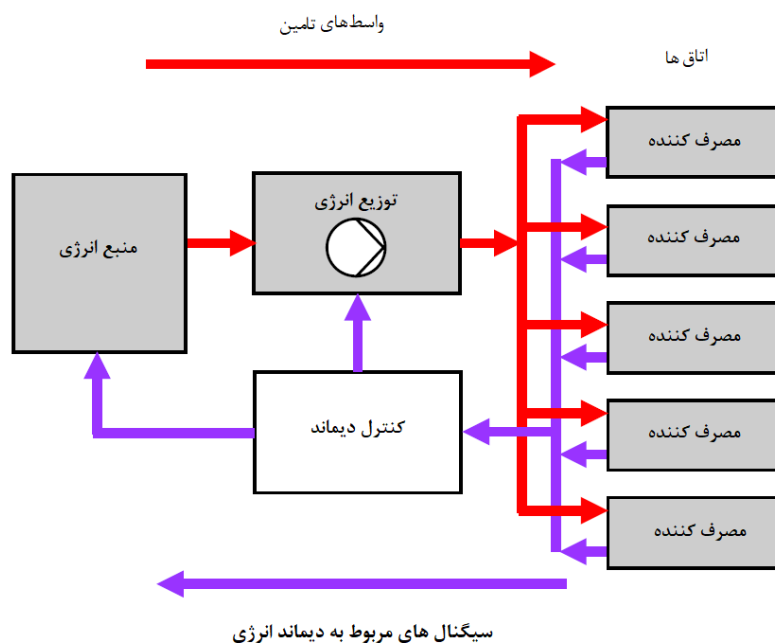 واسط‌های تامین
اتاق ها
مصرف کننده
توزیع انرژی
منبع انرژی
مصرف کننده
مصرف کننده
کنترل دیماند
مصرف کننده
مصرف کننده
سیگنال های مربوط به دیماند انرژی